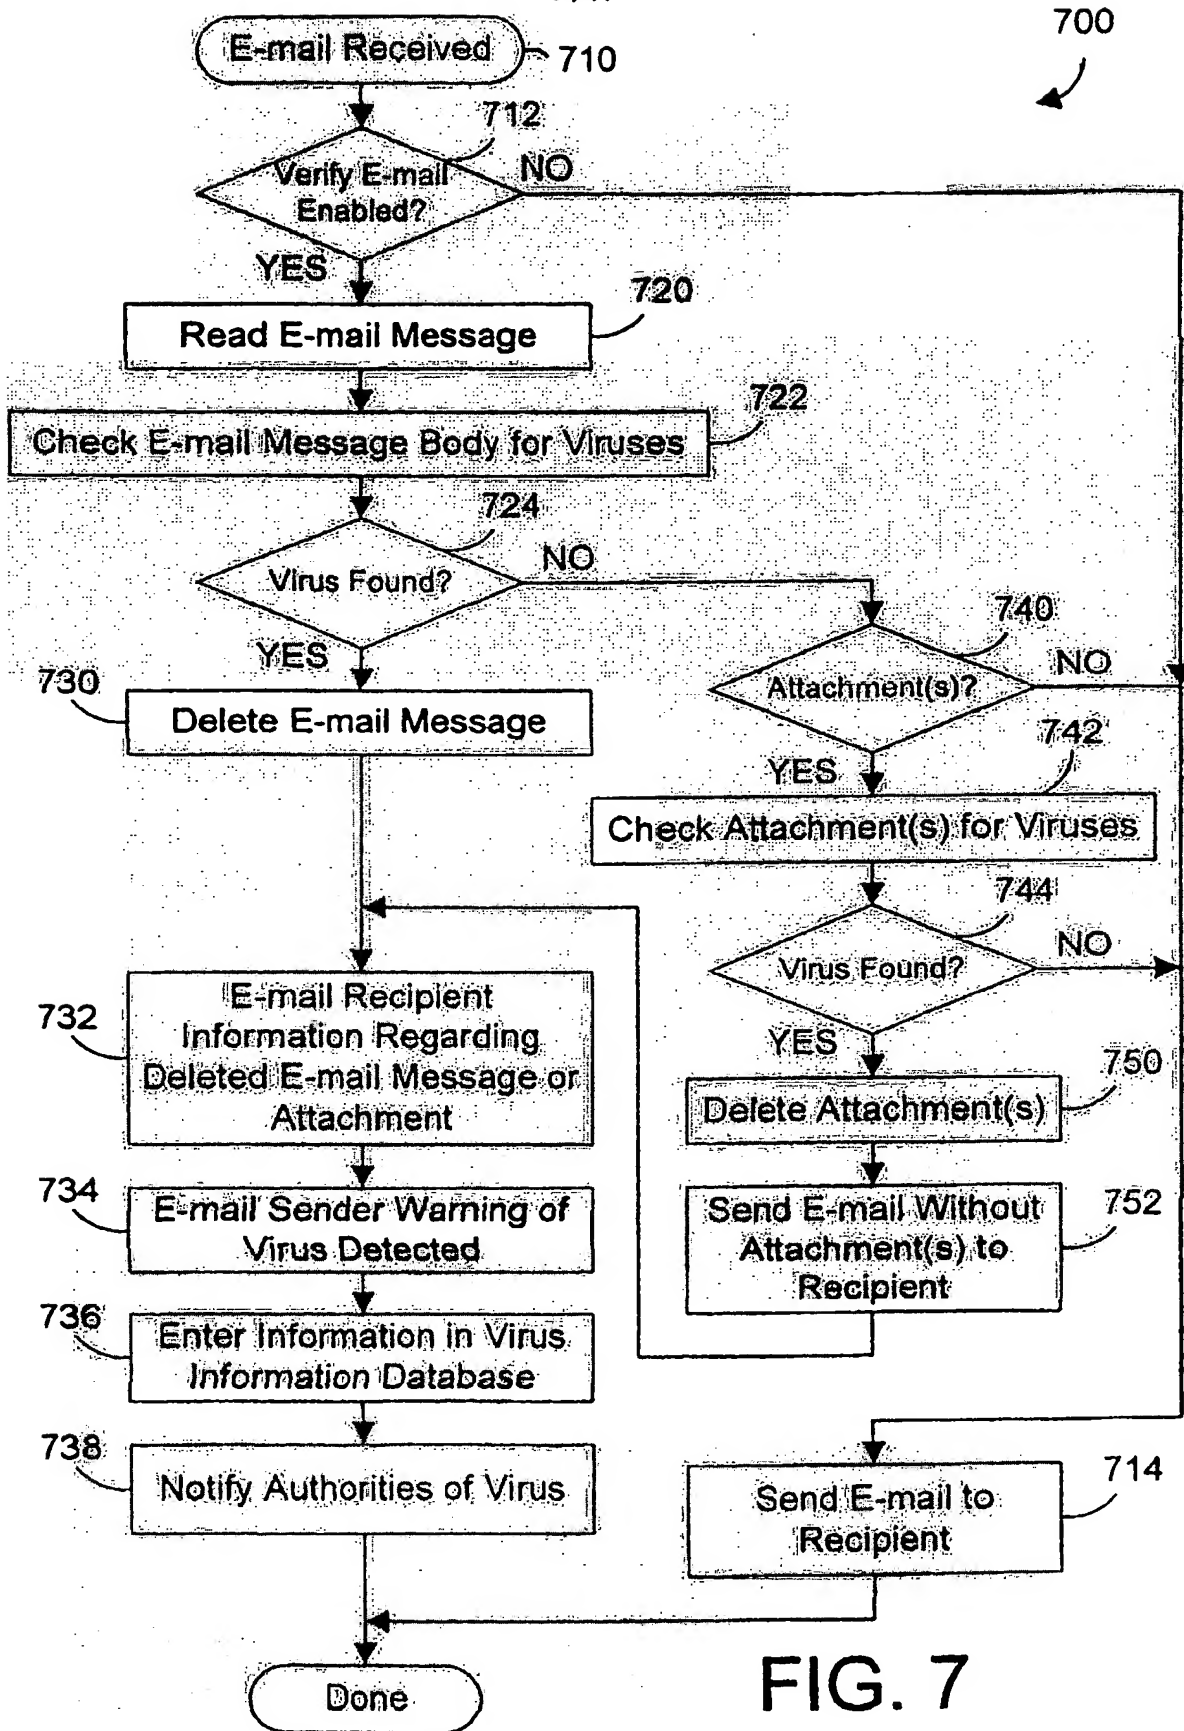 700
E-mail Received
710
712
Verify E-mail
Enabled?
NO
YES
720
Read E-mail Message
722
Check E-mail Message Body for Viruses
724
Virus Found?
NO
YES
740
Attachment(s)?
NO
YES
730
Delete E-mail Message
742
Check Attachment(s) for Viruses
744
Virus Found?
NO
YES
732
E-mail Recipient
Information Regarding
Deleted E-mail Message or
Attachment
750
Delete Attachment(s)
734
E-mail Sender Warning of
Virus Detected
752
Send E-mail Without
Attachment(s) to
Recipient
736
Enter Information in Virus
Information Database
738
Notify Authorities of Virus
714
Send E-mail to
Recipient
Done
FIG. 7